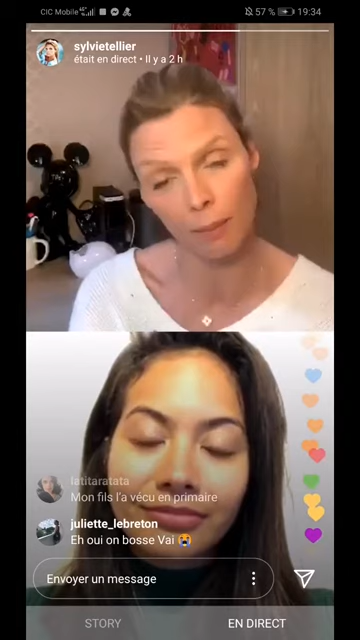 CIC Mobile 4G 57 % 19:34
sylvietellier
était en direct • Il y a 2 h
latitaratata
Mon fils l'a vécu en primaire
juliette_lebreton
Eh oui on bosse Vai 😭
Envoyer un message
STORY EN DIRECT